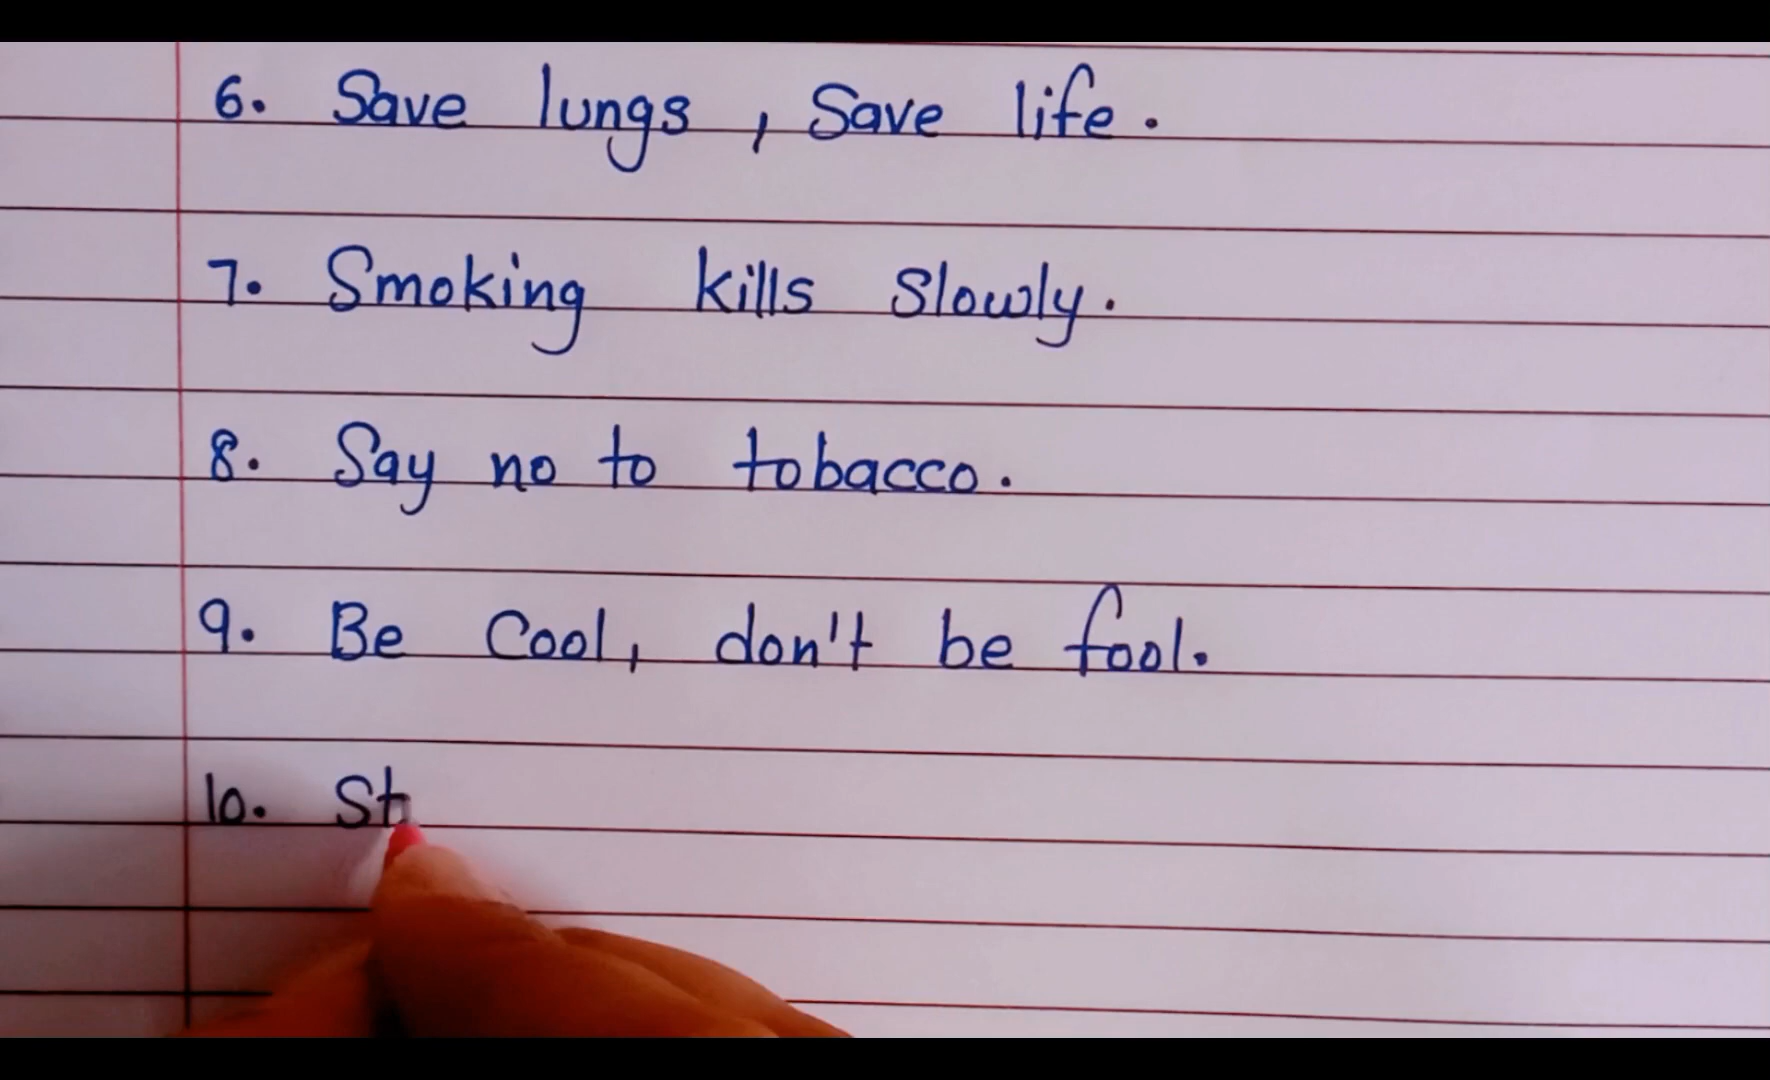 6. Save lungs, Save life.
7. Smoking kills Slowly.
8. Say no to tobacco.
9. Be Cool, don't be fool.
10. St